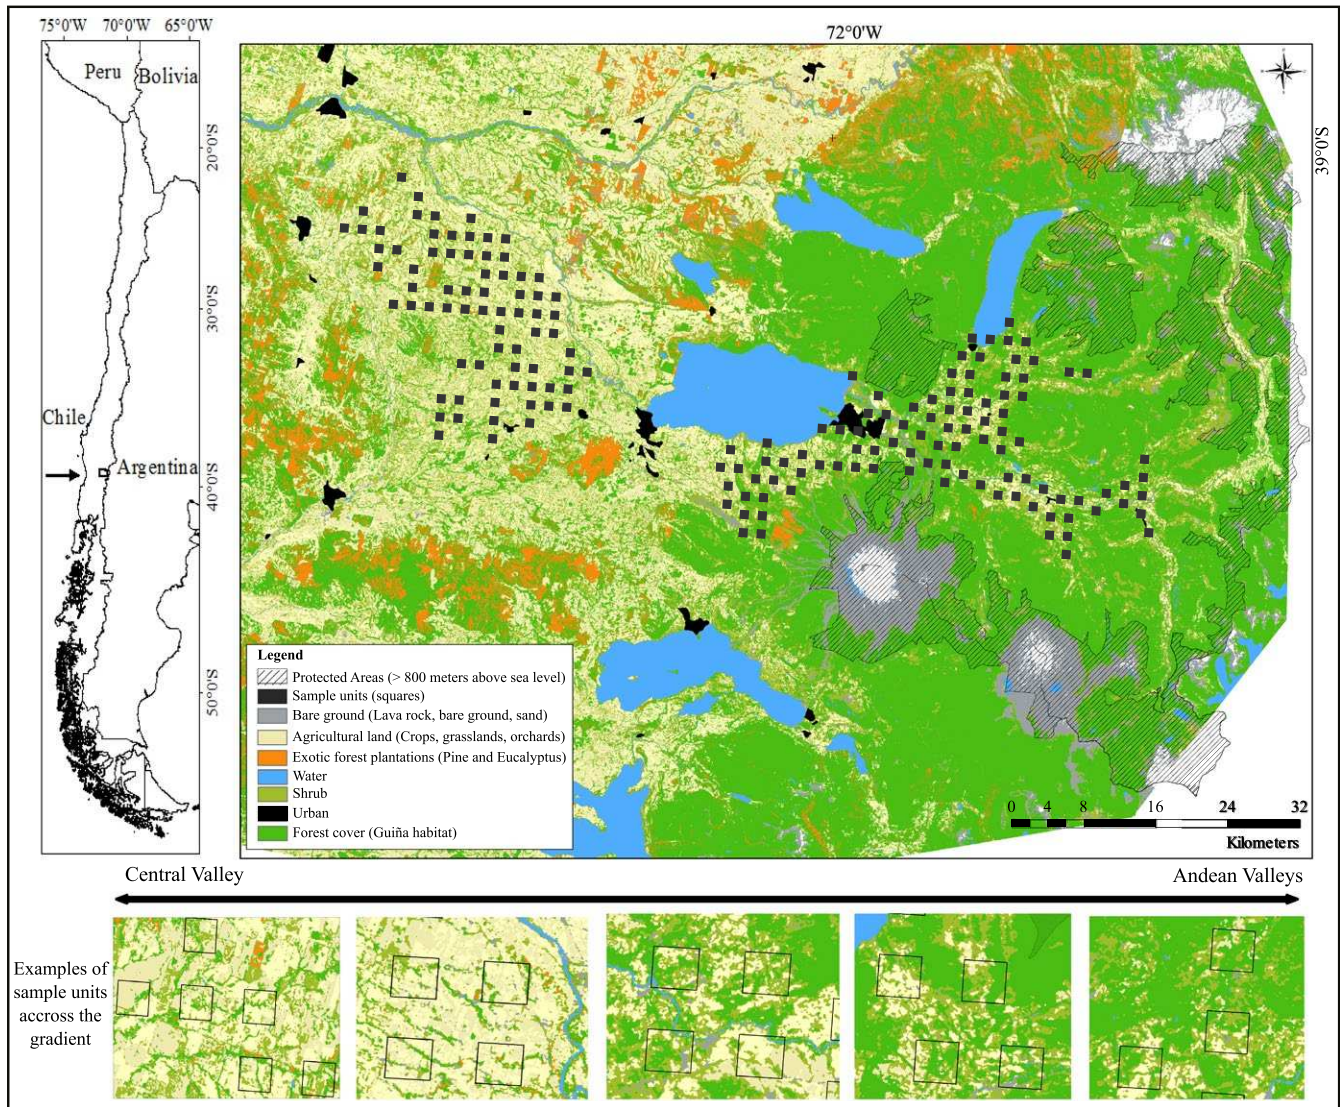 75°0'W 70°0'W 65°0'W
72°0'W
Peru
Bolivia
20°0'S
30°0'S
Chile
Argentina
40°0'S
50°0'S
39°0'S
Legend
Protected Areas (> 800 meters above sea level)
Sample units (squares)
Bare ground (Lava rock, bare ground, sand)
Agricultural land (Crops, grasslands, orchards)
Exotic forest plantations (Pine and Eucalyptus)
Water
Shrub
Urban
Forest cover (Guiña habitat)
0 4 8 16 24 32
Kilometers
Central Valley
Andean Valleys
Examples of
sample units
accross the
gradient